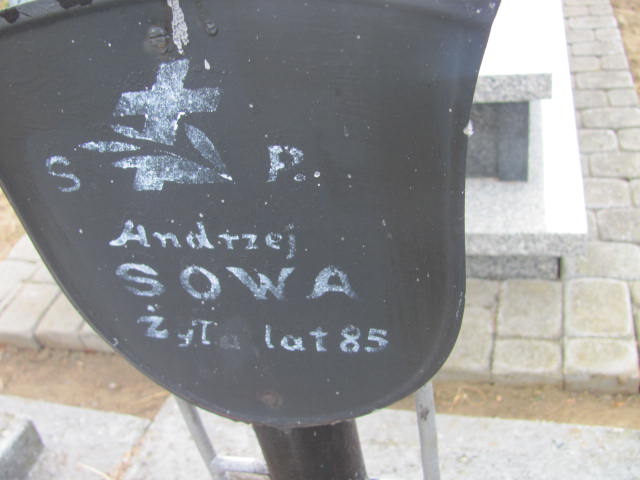 S P.
Andrzej
SOWA
żyła lat 85